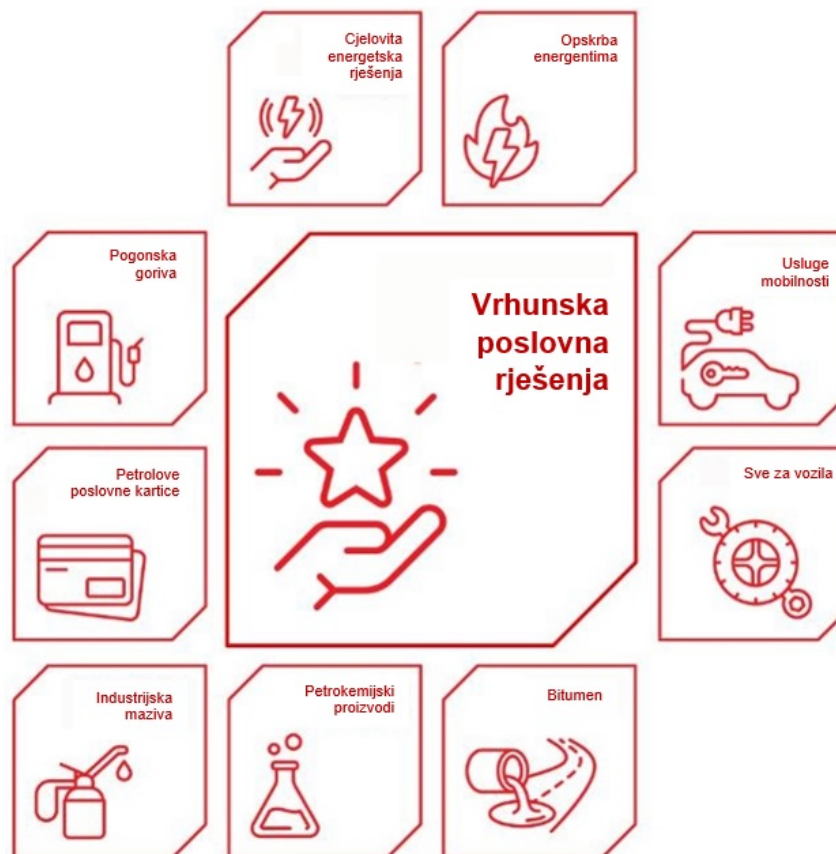 Cjelovita
energetska
rješenja
Opskrba
energentima
Pogonska
goriva
Vrhunska
poslovna
rješenja
Usluge
mobilnosti
Petrolove
poslovne kartice
Sve za vozila
Industrijska
maziva
Petrokemijski
proizvodi
Bitumen